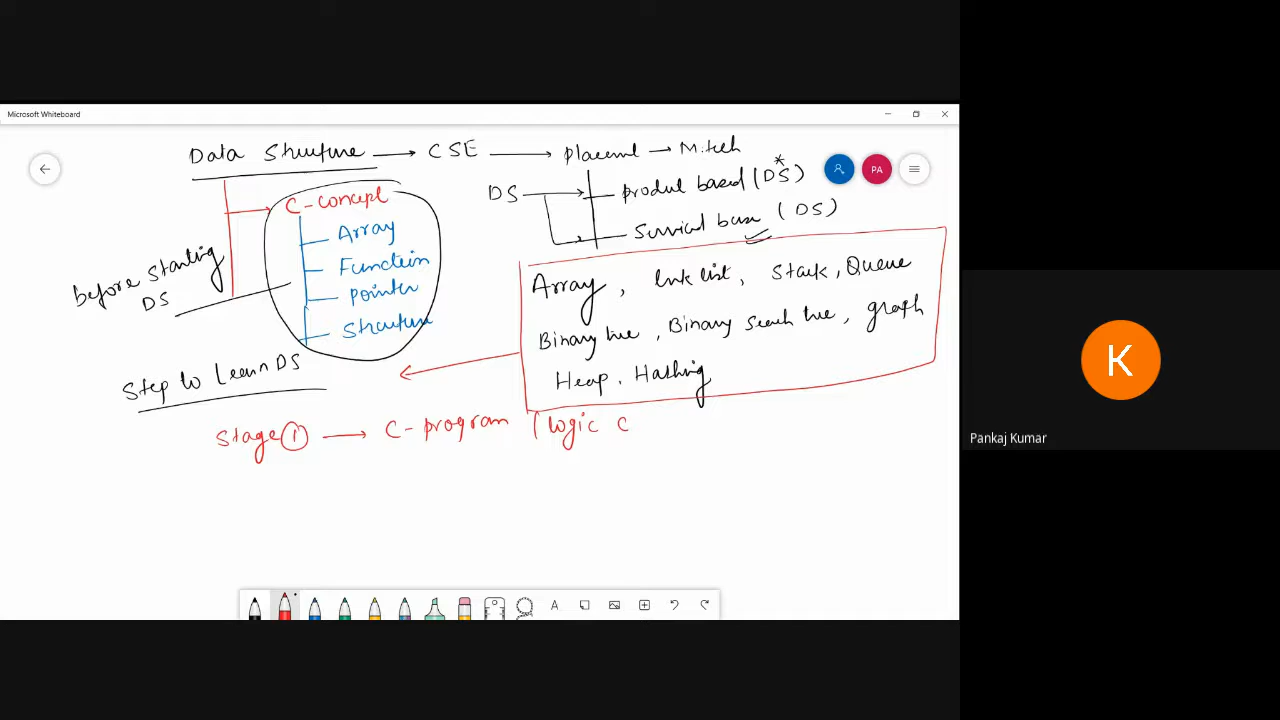 Microsoft Whiteboard
Data Structure → CSE → Placement → M.tech
PA
C-concept
Array
Function
pointer
Structure
before starting
DS
DS
produt based (DS*)
Servied base (DS)
Array, link list, Stack, Queue
Binary tree, Binary search tree, graph
Heap, Hashing
Step to Learn DS
Stage 1 → C-program (logic C
K
Pankaj Kumar
A